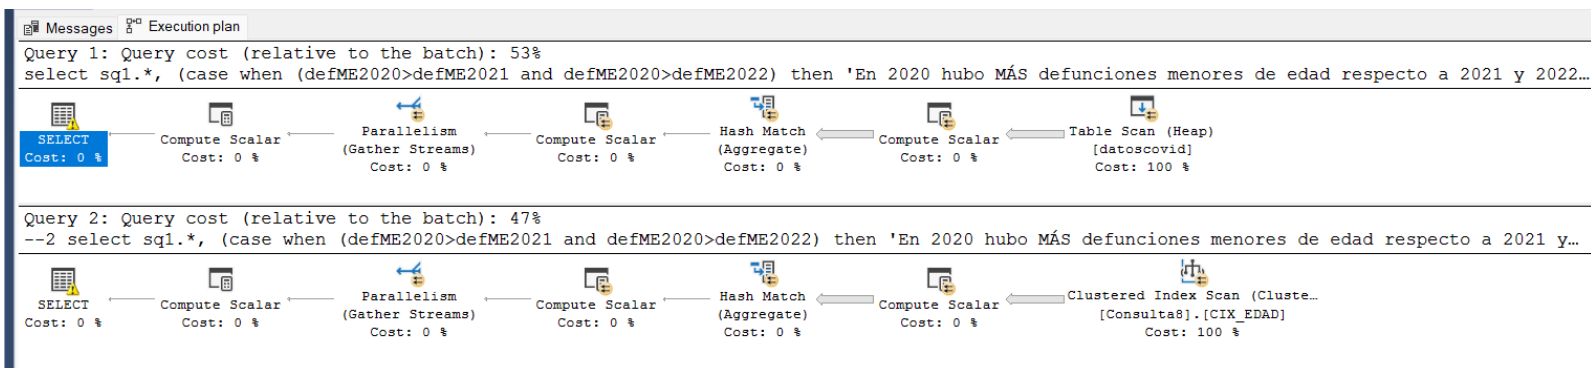 Messages Execution plan
Query 1: Query cost (relative to the batch): 53%
select sq1.*, (case when (defME2020>defME2021 and defME2020>defME2022) then 'En 2020 hubo MÁS defunciones menores de edad respecto a 2021 y 2022…
SELECT
Cost: 0 %
Compute Scalar
Cost: 0 %
Parallelism
(Gather Streams)
Cost: 0 %
Compute Scalar
Cost: 0 %
Hash Match
(Aggregate)
Cost: 0 %
Compute Scalar
Cost: 0 %
Table Scan (Heap)
[datoscovid]
Cost: 100 %
Query 2: Query cost (relative to the batch): 47%
--2 select sq1.*, (case when (defME2020>defME2021 and defME2020>defME2022) then 'En 2020 hubo MÁS defunciones menores de edad respecto a 2021 y…
SELECT
Cost: 0 %
Compute Scalar
Cost: 0 %
Parallelism
(Gather Streams)
Cost: 0 %
Compute Scalar
Cost: 0 %
Hash Match
(Aggregate)
Cost: 0 %
Compute Scalar
Cost: 0 %
Clustered Index Scan (Cluste…
[Consulta8].[CIX_EDAD]
Cost: 100 %